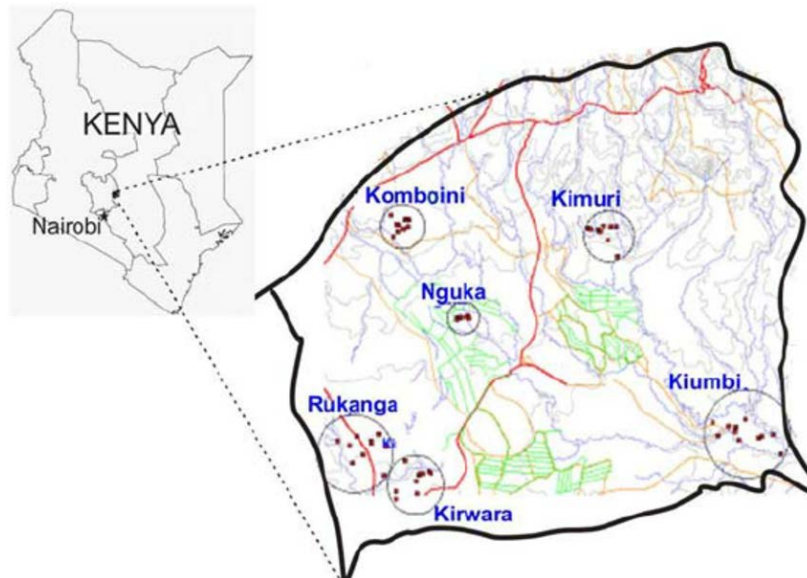 KENYA
Nairobi
Komboini
Kimuri
Nguka
Kiumbi
Rukanga
Kirwara